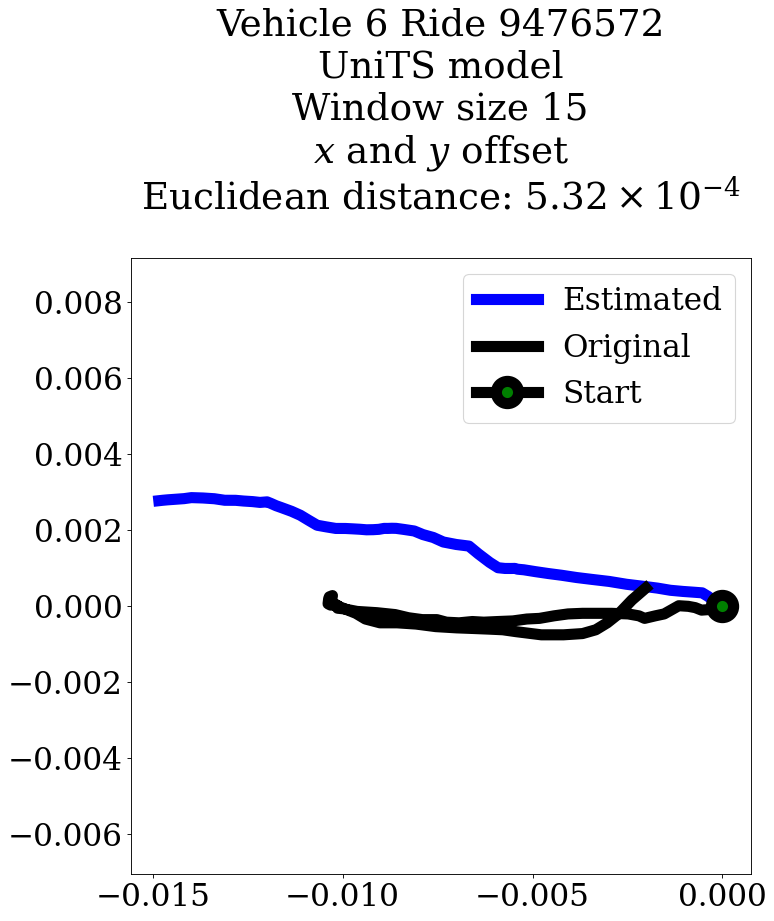 Vehicle 6 Ride 9476572
UniTS model
Window size 15
x and y offset
Euclidean distance: 5.32 × 10⁻⁴
Estimated
Original
Start
0.008
0.006
0.004
0.002
0.000
−0.002
−0.004
−0.006
−0.015
−0.010
−0.005
0.000